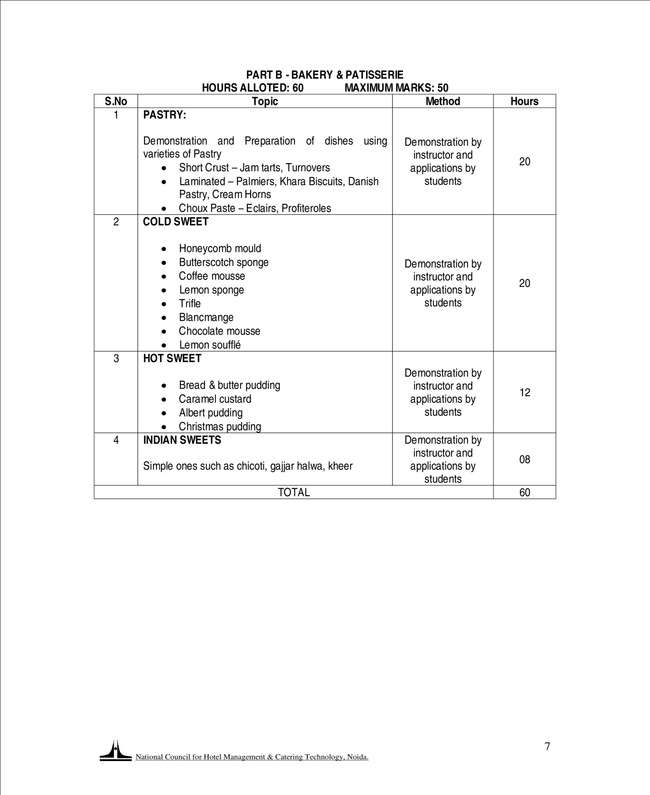 PART B - BAKERY & PATISSERIE
HOURS ALLOTED: 60 MAXIMUM MARKS: 50
S.No Topic Method Hours
1 PASTRY:
Demonstration and Preparation of dishes using
varieties of Pastry
• Short Crust – Jam tarts, Turnovers
• Laminated – Palmiers, Khara Biscuits, Danish
Pastry, Cream Horns
• Choux Paste – Eclairs, Profiteroles
Demonstration by
instructor and
applications by
students
20
2 COLD SWEET
• Honeycomb mould
• Butterscotch sponge
• Coffee mousse
• Lemon sponge
• Trifle
• Blancmange
• Chocolate mousse
• Lemon soufflé
Demonstration by
instructor and
applications by
students
20
3 HOT SWEET
• Bread & butter pudding
• Caramel custard
• Albert pudding
• Christmas pudding
Demonstration by
instructor and
applications by
students
12
4 INDIAN SWEETS
Simple ones such as chicoti, gajjar halwa, kheer
Demonstration by
instructor and
applications by
students
08
TOTAL 60
7
National Council for Hotel Management & Catering Technology, Noida.